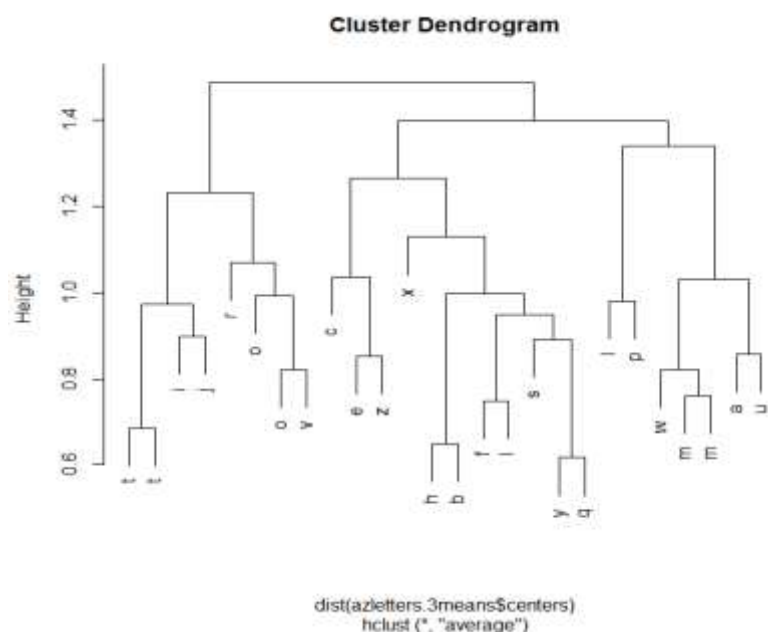 Cluster Dendrogram
Height
1.4
1.2
1.0
0.8
0.6
t
t
j
r
o
o
v
c
e
z
x
h
b
f
s
y
q
p
w
m
m
a
u
dist(azletters.3means$centers)
hclust (*, "average")